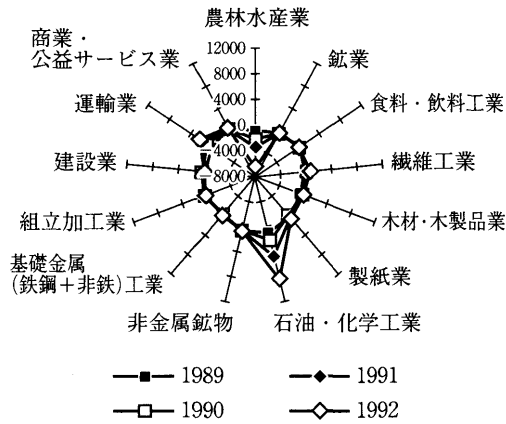 農林水産業
商業・
公益サービス業
鉱業
12000
8000
4000
0
4000
8000
運輸業
食料・飲料工業
建設業
繊維工業
組立加工業
木材・木製品業
基礎金属
(鉄鋼＋非鉄)工業
製紙業
非金属鉱物
石油・化学工業
1989
1991
1990
1992